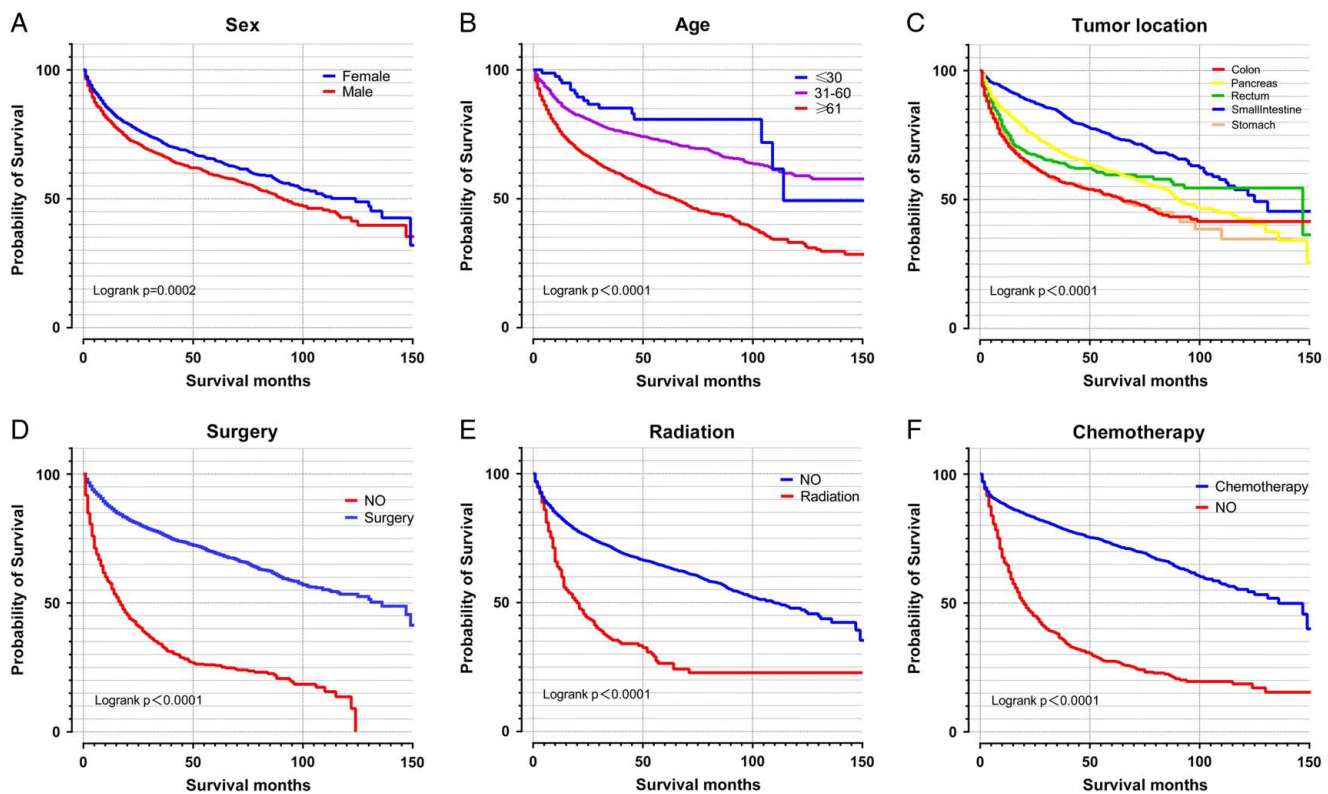 A
Sex
Probability of Survival
100
50
0
Female
Male
Logrank p=0.0002
0 50 100 150
Survival months
B
Age
Probability of Survival
100
50
0
≤30
31-60
≥61
Logrank p<0.0001
0 50 100 150
Survival months
C
Tumor location
Probability of Survival
100
50
0
Colon
Pancreas
Rectum
SmallIntestine
Stomach
Logrank p<0.0001
0 50 100 150
Survival months
D
Surgery
Probability of Survival
100
50
0
NO
Surgery
Logrank p<0.0001
0 50 100 150
Survival months
E
Radiation
Probability of Survival
100
50
0
NO
Radiation
Logrank p<0.0001
0 50 100 150
Survival months
F
Chemotherapy
Probability of Survival
100
50
0
Chemotherapy
NO
Logrank p<0.0001
0 50 100 150
Survival months